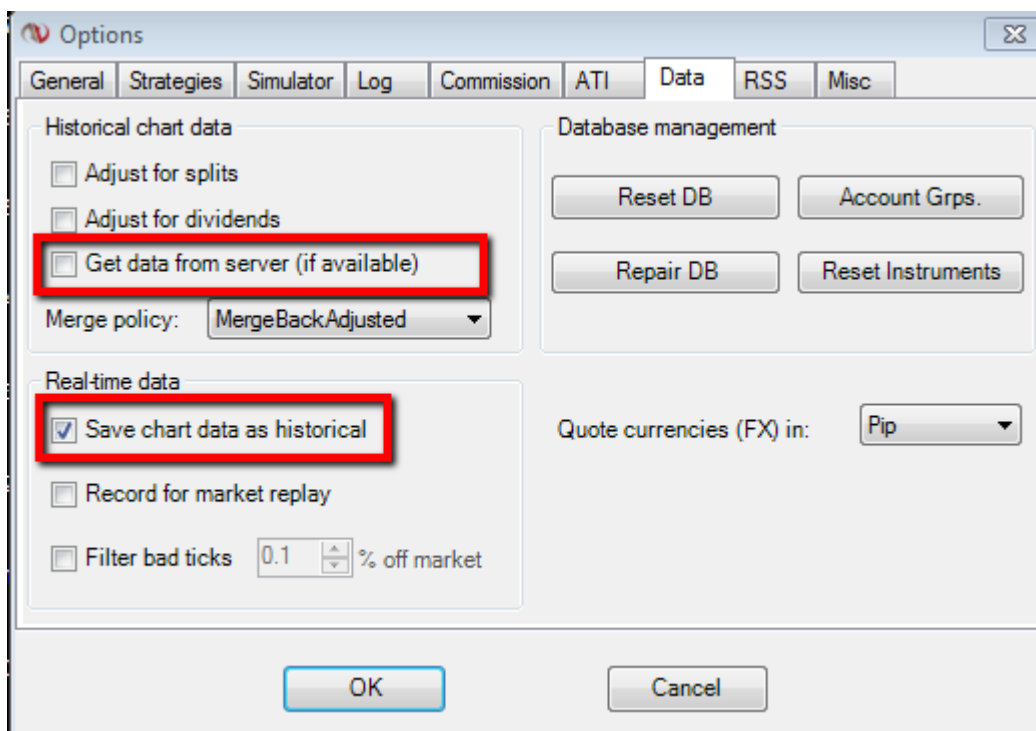 Options
General Strategies Simulator Log Commission ATI Data RSS Misc
Historical chart data
Adjust for splits
Adjust for dividends
Get data from server (if available)
Merge policy: MergeBackAdjusted
Database management
Reset DB Account Grps.
Repair DB Reset Instruments
Real-time data
Save chart data as historical
Record for market replay
Filter bad ticks 0.1 % off market
Quote currencies (FX) in: Pip
OK Cancel